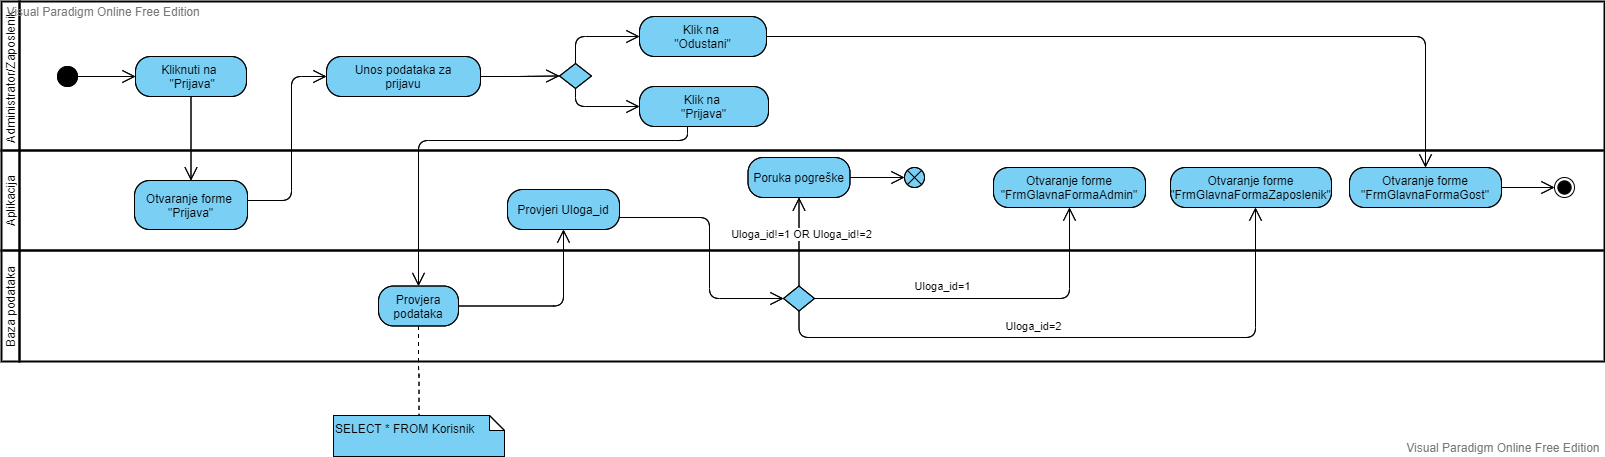 Visual Paradigm Online Free Edition
Administrator/Zaposlenik
Kliknuti na
"Prijava"
Unos podataka za
prijavu
Klik na
"Odustani"
Klik na
"Prijava"
Aplikacija
Otvaranje forme
"Prijava"
Provjeri Uloga_id
Poruka pogreške
Otvaranje forme
"FrmGlavnaFormaAdmin"
Otvaranje forme
"FrmGlavnaFormaZaposlenik"
Otvaranje forme
"FrmGlavnaFormaGost"
Uloga_id!=1 OR Uloga_id!=2
Baza podataka
Provjera
podataka
Uloga_id=1
Uloga_id=2
SELECT * FROM Korisnik
Visual Paradigm Online Free Edition